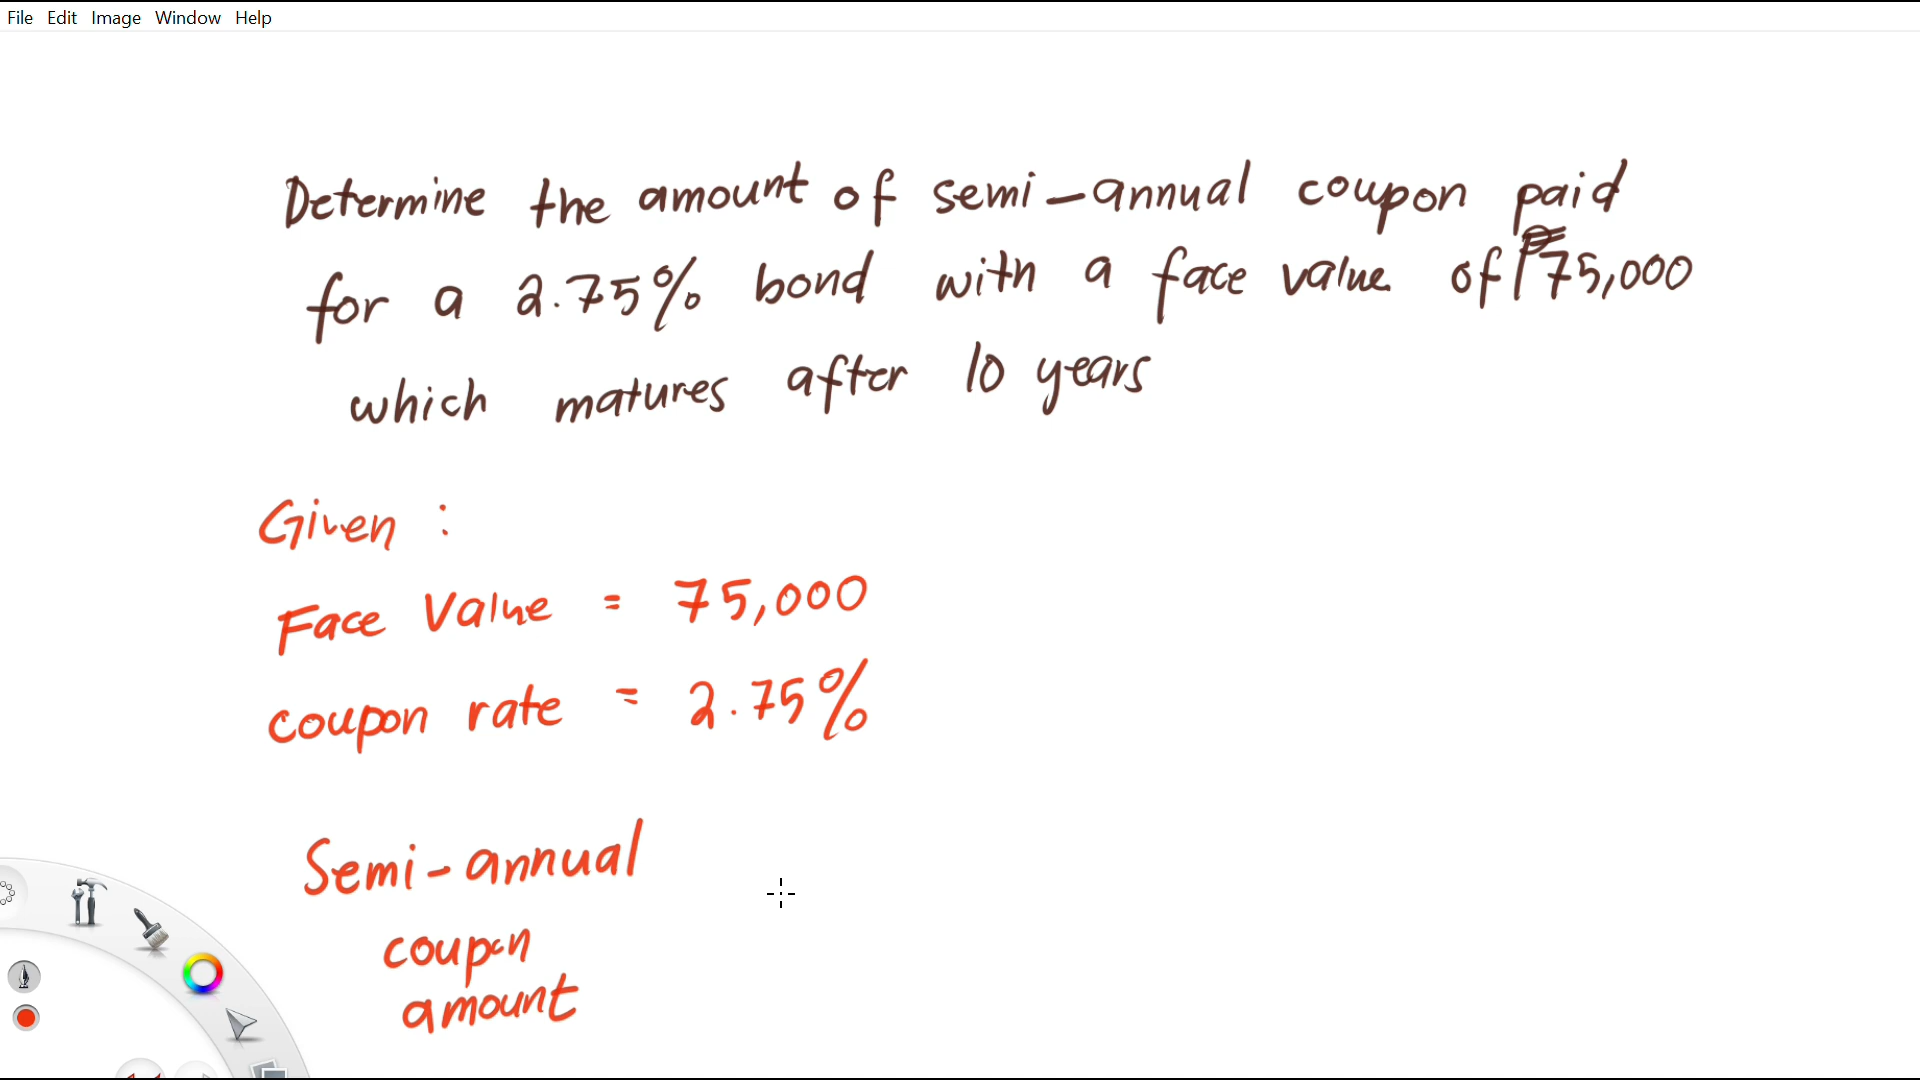 File Edit Image Window Help
Determine the amount of semi-annual coupon paid
for a 2.75% bond with a face value of ₱75,000
which matures after 10 years
Given :
Face Value = 75,000
coupon rate = 2.75%
Semi-annual
coupon
amount